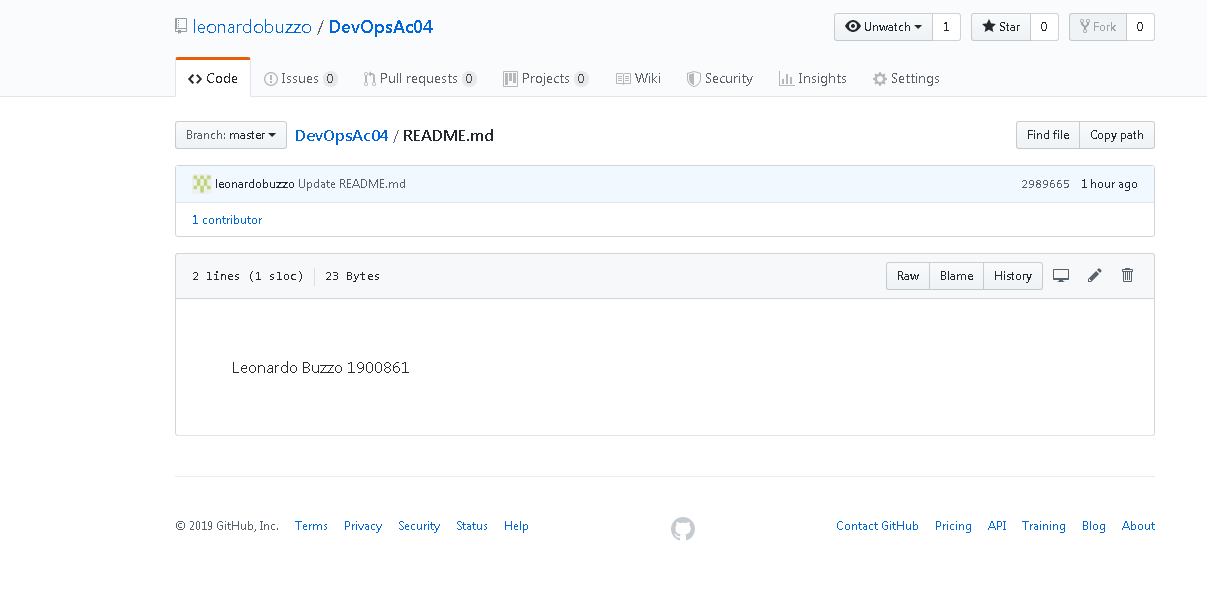 leonardobuzzo / DevOpsAc04
Unwatch 1 Star 0 Fork 0
Code Issues 0 Pull requests 0 Projects 0 Wiki Security Insights Settings
Branch: master DevOpsAc04 / README.md Find file Copy path
leonardobuzzo Update README.md 2989665 1 hour ago
1 contributor
2 lines (1 sloc) 23 Bytes Raw Blame History
Leonardo Buzzo 1900861
© 2019 GitHub, Inc. Terms Privacy Security Status Help Contact GitHub Pricing API Training Blog About